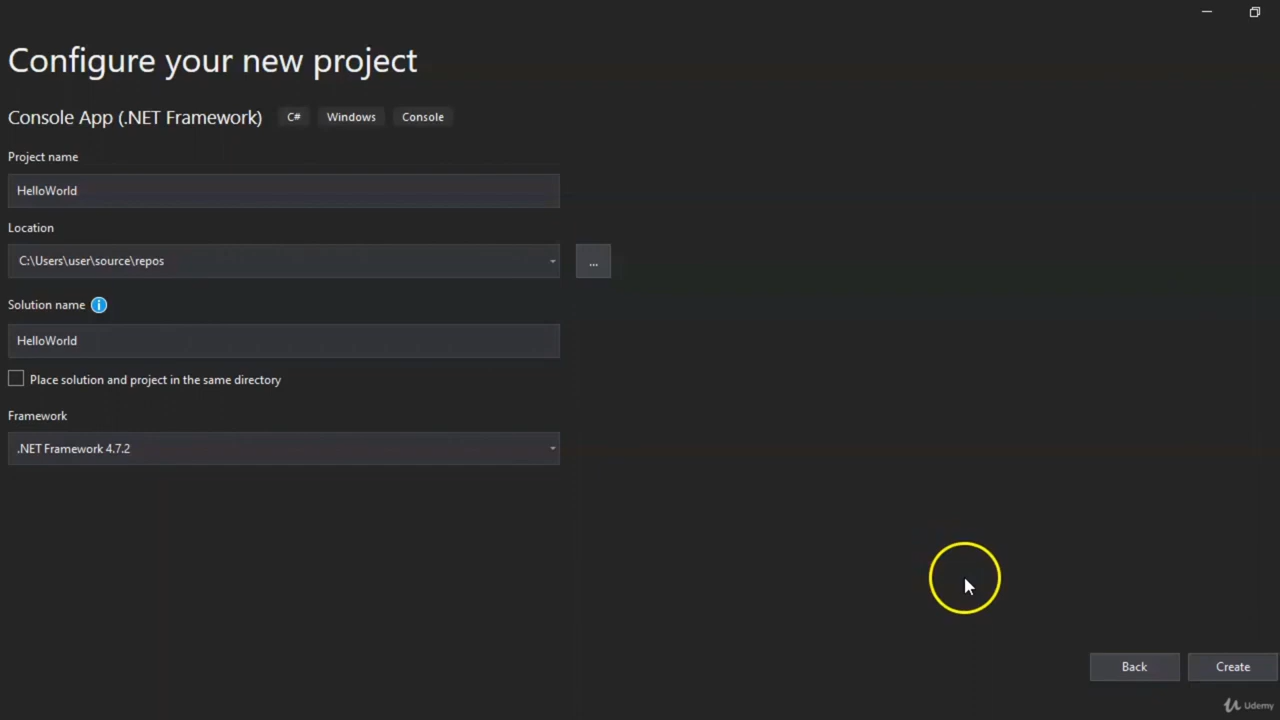 Configure your new project
Console App (.NET Framework) C# Windows Console
Project name
HelloWorld
Location
C:\Users\user\source\repos
...
Solution name i
HelloWorld
Place solution and project in the same directory
Framework
.NET Framework 4.7.2
Back Create
Udemy